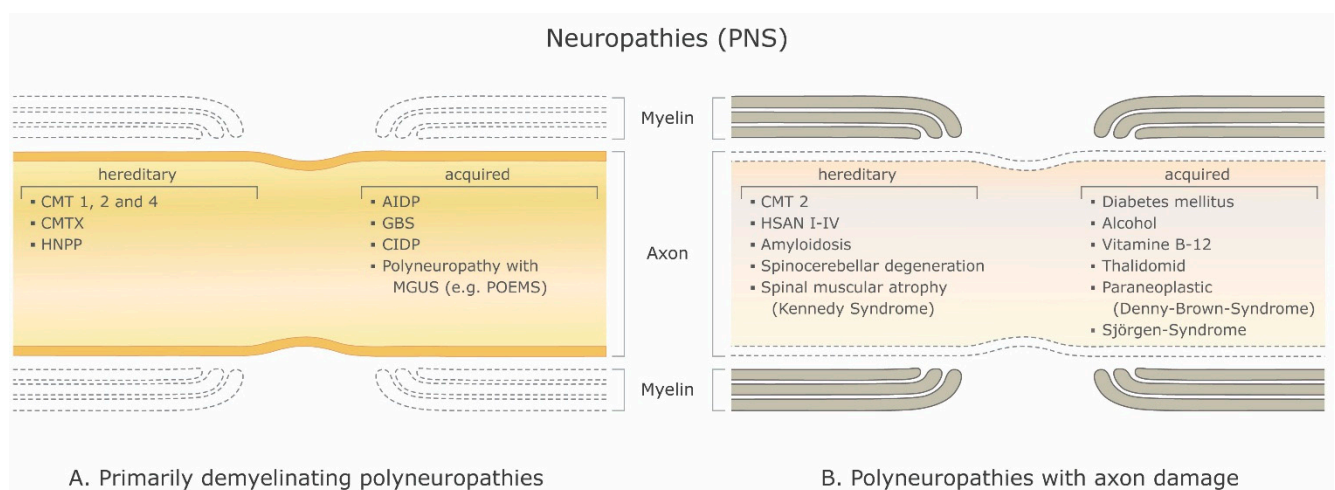 Neuropathies (PNS)
Myelin
Axon
Myelin
hereditary
▪ CMT 1, 2 and 4
▪ CMTX
▪ HNPP
acquired
▪ AIDP
▪ GBS
▪ CIDP
▪ Polyneuropathy with
MGUS (e.g. POEMS)
hereditary
▪ CMT 2
▪ HSAN I-IV
▪ Amyloidosis
▪ Spinocerebellar degeneration
▪ Spinal muscular atrophy
(Kennedy Syndrome)
acquired
▪ Diabetes mellitus
▪ Alcohol
▪ Vitamine B-12
▪ Thalidomid
▪ Paraneoplastic
(Denny-Brown-Syndrome)
▪ Sjörgen-Syndrome
A. Primarily demyelinating polyneuropathies
B. Polyneuropathies with axon damage